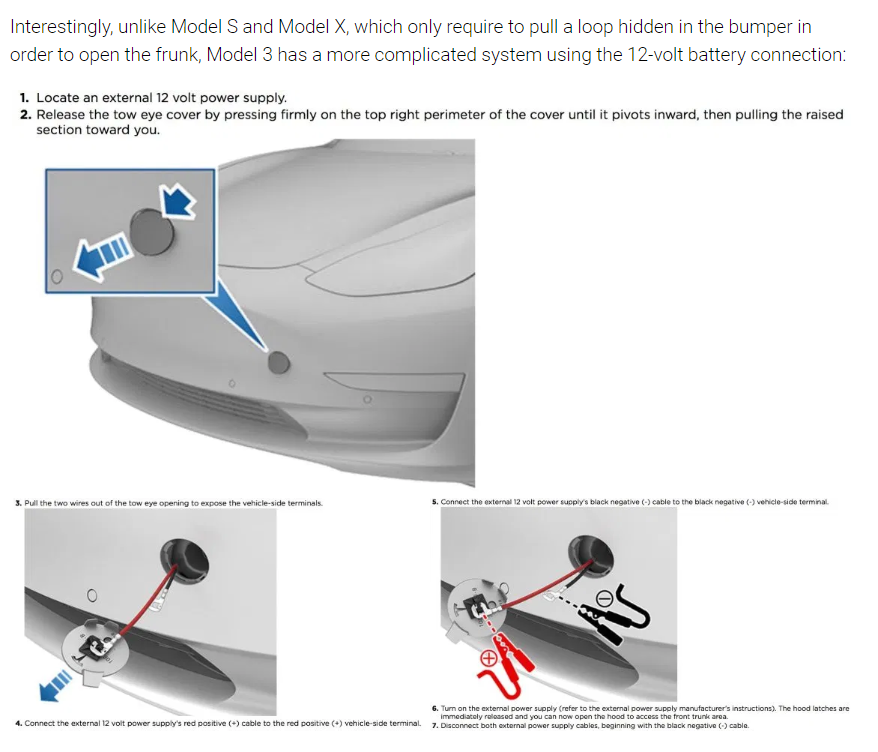 Interestingly, unlike Model S and Model X, which only require to pull a loop hidden in the bumper in
order to open the frunk, Model 3 has a more complicated system using the 12-volt battery connection:
1. Locate an external 12 volt power supply.
2. Release the tow eye cover by pressing firmly on the top right perimeter of the cover until it pivots inward, then pulling the raised
section toward you.
3. Pull the two wires out of the tow eye opening to expose the vehicle-side terminals.
4. Connect the external 12 volt power supply's red positive (+) cable to the red positive (+) vehicle-side terminal.
5. Connect the external 12 volt power supply's black negative (-) cable to the black negative (-) vehicle-side terminal.
6. Turn on the external power supply (refer to the external power supply manufacturer's instructions). The hood latches are
immediately released and you can now open the hood to access the front trunk area.
7. Disconnect both external power supply cables, beginning with the black negative (-) cable.